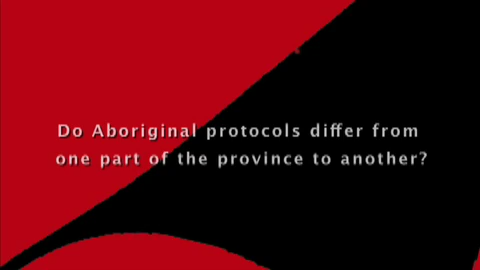 Do Aboriginal protocols differ from
one part of the province to another?